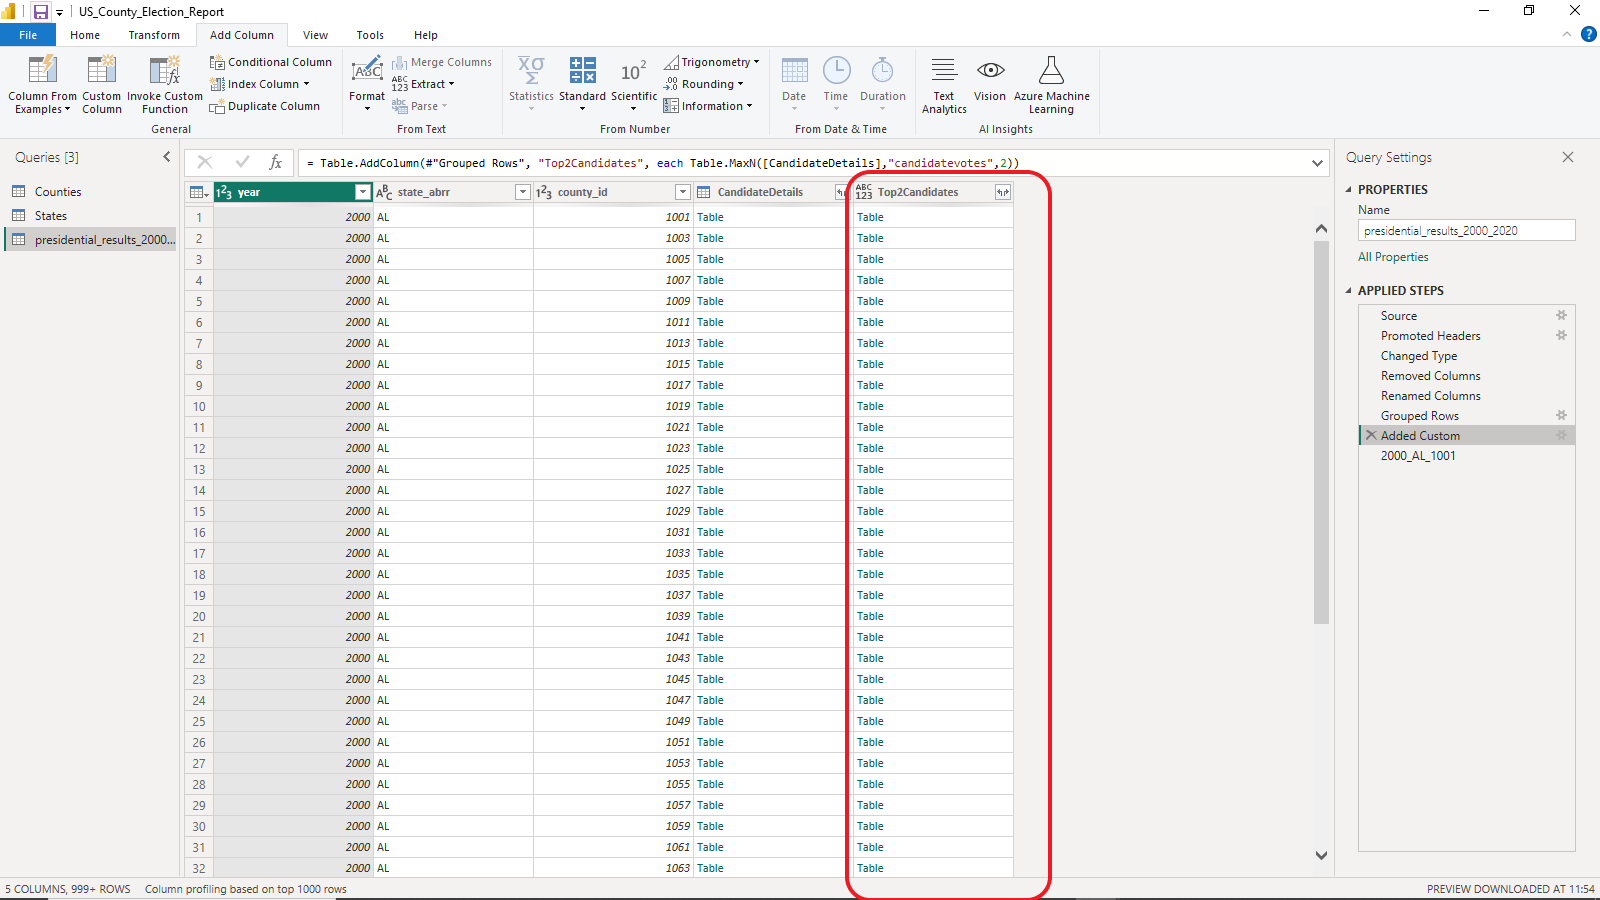 US_County_Election_Report
File Home Transform Add Column View Tools Help
Column From Examples
Custom Column
Invoke Custom Function
Conditional Column
Index Column
Duplicate Column
General
Format
ABC
Merge Columns
ABC 123 Extract
abc Parse
From Text
XΣ Statistics
Standard
10² Scientific
Trigonometry
.00 Rounding
Information
From Number
Date
Time
Duration
From Date & Time
Text Analytics
Vision
Azure Machine Learning
AI Insights
Queries [3]
Counties
States
presidential_results_2000...
fx = Table.AddColumn(#"Grouped Rows", "Top2Candidates", each Table.MaxN([CandidateDetails],"candidatevotes",2))
1²3 year ABC state_abrr 1²3 county_id CandidateDetails ABC 123 Top2Candidates
1 2000 AL 1001 Table Table
2 2000 AL 1003 Table Table
3 2000 AL 1005 Table Table
4 2000 AL 1007 Table Table
5 2000 AL 1009 Table Table
6 2000 AL 1011 Table Table
7 2000 AL 1013 Table Table
8 2000 AL 1015 Table Table
9 2000 AL 1017 Table Table
10 2000 AL 1019 Table Table
11 2000 AL 1021 Table Table
12 2000 AL 1023 Table Table
13 2000 AL 1025 Table Table
14 2000 AL 1027 Table Table
15 2000 AL 1029 Table Table
16 2000 AL 1031 Table Table
17 2000 AL 1033 Table Table
18 2000 AL 1035 Table Table
19 2000 AL 1037 Table Table
20 2000 AL 1039 Table Table
21 2000 AL 1041 Table Table
22 2000 AL 1043 Table Table
23 2000 AL 1045 Table Table
24 2000 AL 1047 Table Table
25 2000 AL 1049 Table Table
26 2000 AL 1051 Table Table
27 2000 AL 1053 Table Table
28 2000 AL 1055 Table Table
29 2000 AL 1057 Table Table
30 2000 AL 1059 Table Table
31 2000 AL 1061 Table Table
32 2000 AL 1063 Table Table
Query Settings
PROPERTIES
Name
presidential_results_2000_2020
All Properties
APPLIED STEPS
Source
Promoted Headers
Changed Type
Removed Columns
Renamed Columns
Grouped Rows
Added Custom
2000_AL_1001
5 COLUMNS, 999+ ROWS Column profiling based on top 1000 rows
PREVIEW DOWNLOADED AT 11:54